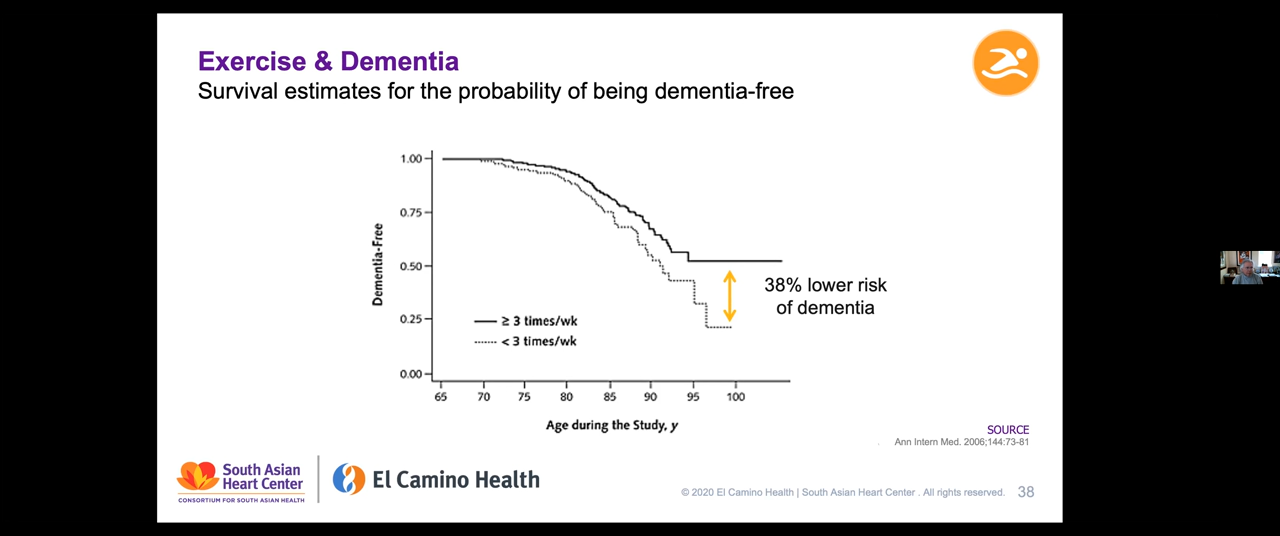 Exercise & Dementia
Survival estimates for the probability of being dementia-free
1.00
0.75
0.50
0.25
0.00
Dementia-Free
≥ 3 times/wk
< 3 times/wk
65 70 75 80 85 90 95 100
Age during the Study, y
38% lower risk
of dementia
SOURCE
Ann Intern Med. 2006;144:73-81
South Asian
Heart Center
CONSORTIUM FOR SOUTH ASIAN HEALTH
El Camino Health
© 2020 El Camino Health | South Asian Heart Center . All rights reserved. 38